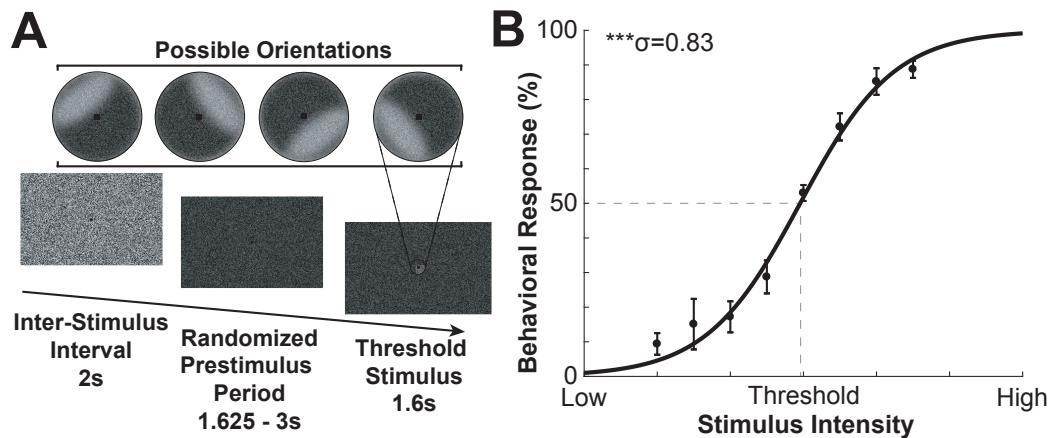 A
Possible Orientations
Inter-Stimulus
Interval
2s
Randomized
Prestimulus
Period
1.625 - 3s
Threshold
Stimulus
1.6s
B
***σ=0.83
Behavioral Response (%)
100
50
0
Low
Threshold
High
Stimulus Intensity